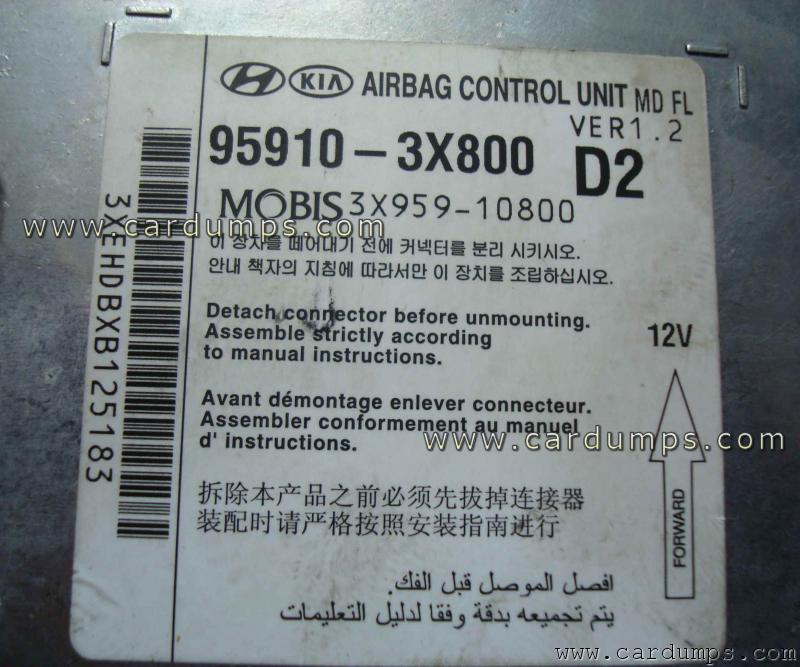 KIA AIRBAG CONTROL UNIT MD FL
VER1.2
95910-3X800 D2
MOBIS 3X959-10800
www.cardumps.com
이 장치를 떼어내기 전에 커넥터를 분리 시키시오.
안내 책자의 지침에 따라서만 이 장치를 조립하십시오.
Detach connector before unmounting.
Assemble strictly according
to manual instructions.
12V
Avant démontage enlever connecteur.
Assembler conformement au manuel
d' instructions.
www.cardumps.com
拆除本产品之前必须先拔掉连接器
装配时请严格按照安装指南进行
FORWARD
افصل الموصل قبل الفك.
يتم تجميعه بدقة وفقا لدليل التعليمات
3XEHDBXB125183
www.cardumps.com